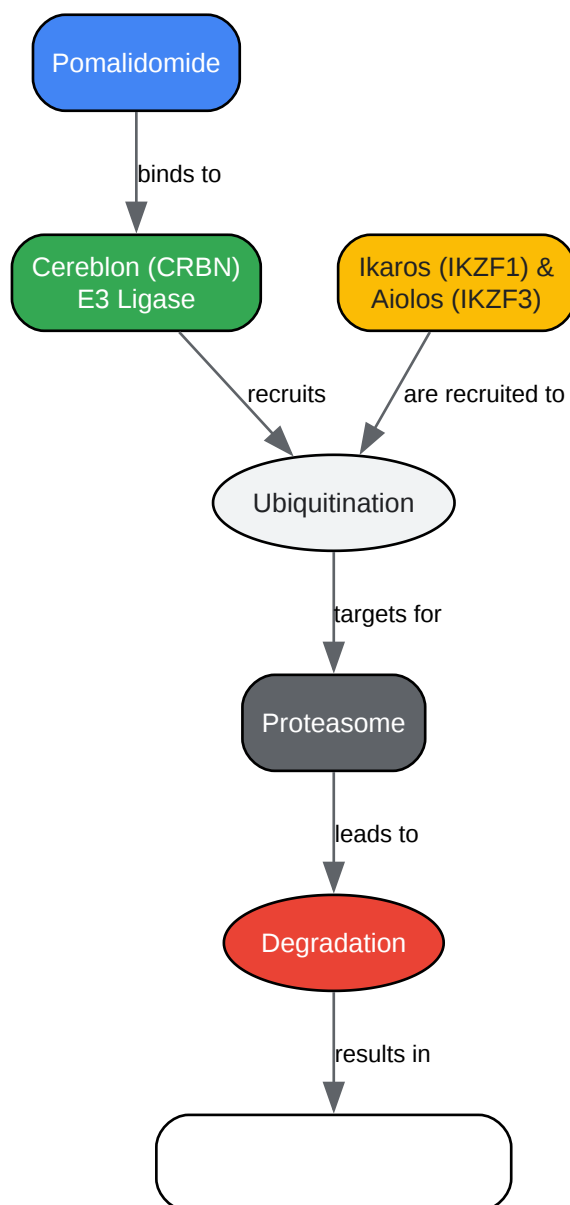 Pomalidomide
binds to
Cereblon (CRBN)
E3 Ligase
Ikaros (IKZF1) &
Aiolos (IKZF3)
recruits
are recruited to
Ubiquitination
targets for
Proteasome
leads to
Degradation
results in